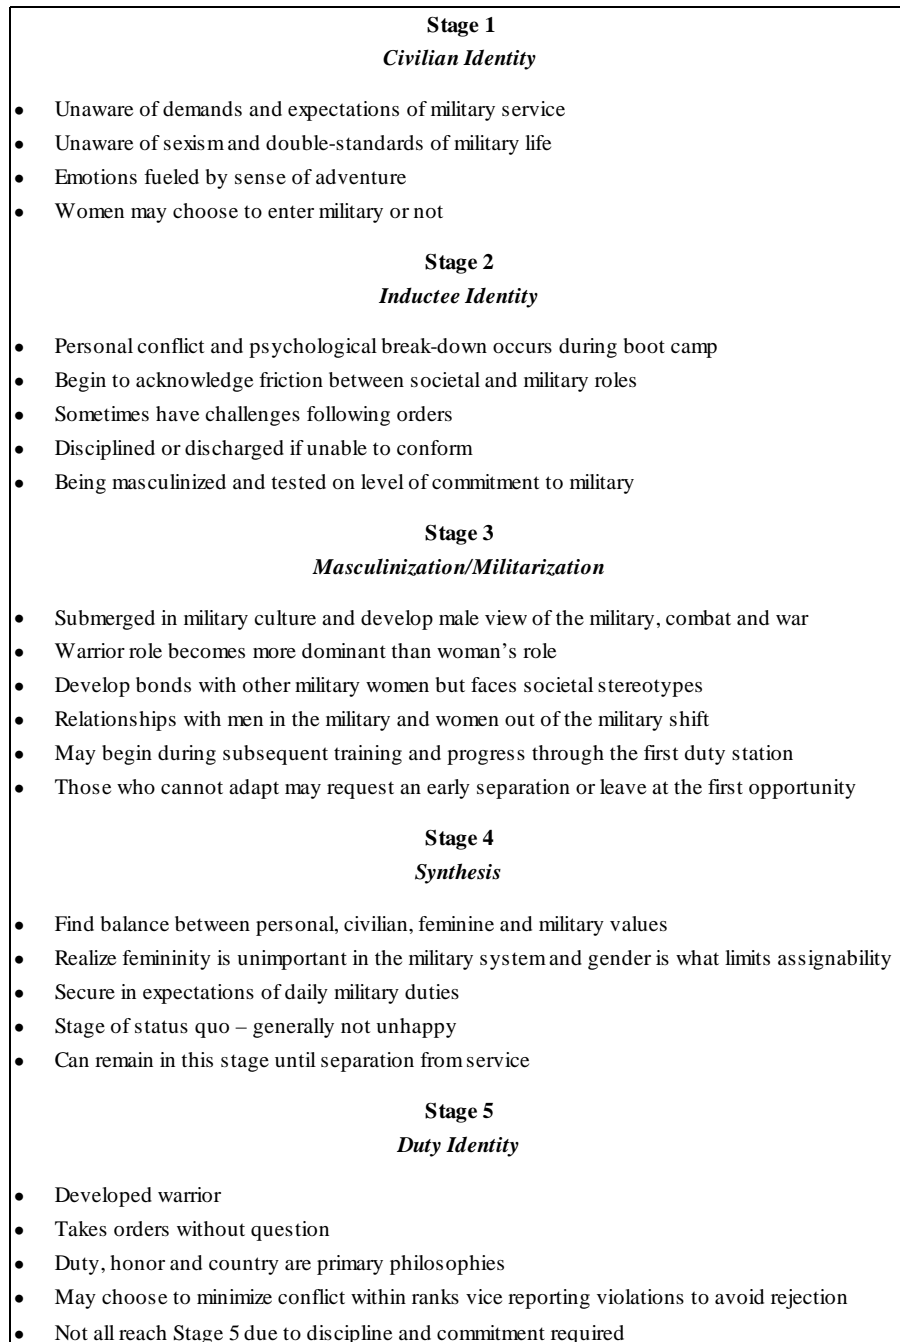 Stage 1
Civilian Identity
• Unaware of demands and expectations of military service
• Unaware of sexism and double-standards of military life
• Emotions fueled by sense of adventure
• Women may choose to enter military or not
Stage 2
Inductee Identity
• Personal conflict and psychological break-down occurs during boot camp
• Begin to acknowledge friction between societal and military roles
• Sometimes have challenges following orders
• Disciplined or discharged if unable to conform
• Being masculinized and tested on level of commitment to military
Stage 3
Masculinization/Militarization
• Submerged in military culture and develop male view of the military, combat and war
• Warrior role becomes more dominant than woman’s role
• Develop bonds with other military women but faces societal stereotypes
• Relationships with men in the military and women out of the military shift
• May begin during subsequent training and progress through the first duty station
• Those who cannot adapt may request an early separation or leave at the first opportunity
Stage 4
Synthesis
• Find balance between personal, civilian, feminine and military values
• Realize femininity is unimportant in the military system and gender is what limits assignability
• Secure in expectations of daily military duties
• Stage of status quo – generally not unhappy
• Can remain in this stage until separation from service
Stage 5
Duty Identity
• Developed warrior
• Takes orders without question
• Duty, honor and country are primary philosophies
• May choose to minimize conflict within ranks vice reporting violations to avoid rejection
• Not all reach Stage 5 due to discipline and commitment required